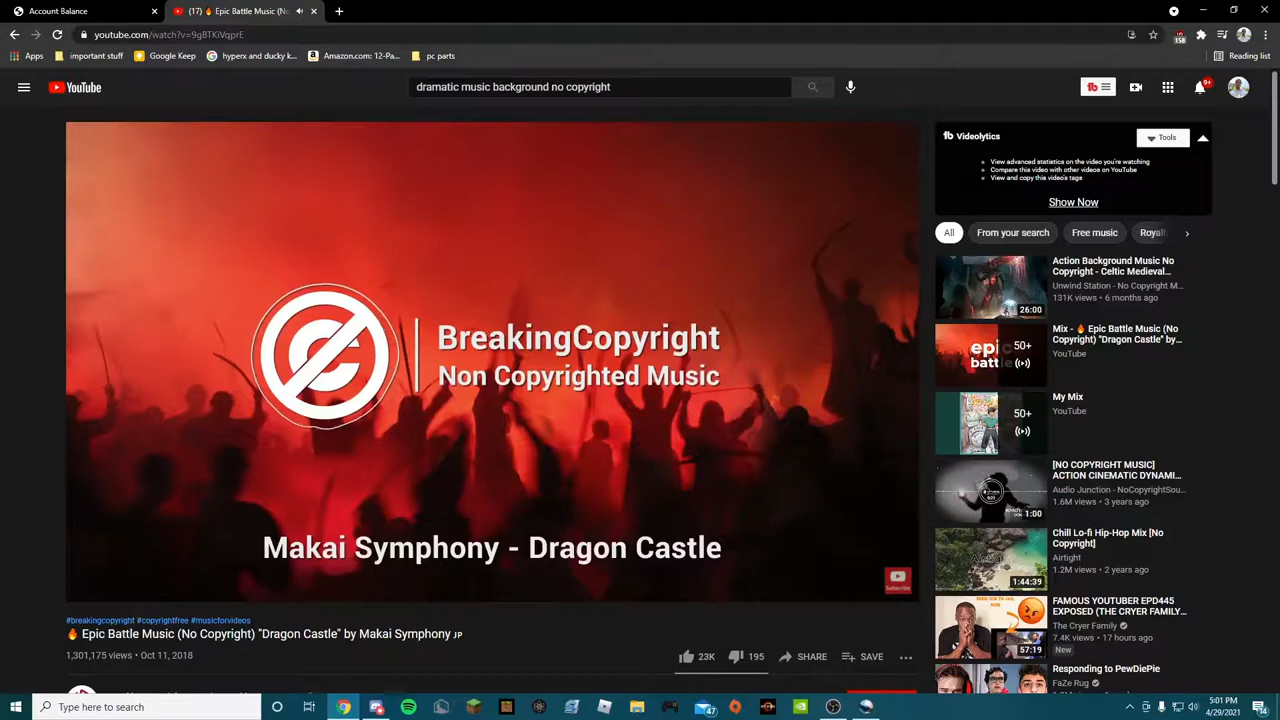 Account Balance
(17) 🔥 Epic Battle Music (No
youtube.com/watch?v=9gBTKiVqprE
158
Apps
important stuff
Google Keep
hyperx and ducky k...
Amazon.com: 12-Pa...
pc parts
Reading list
YouTube
dramatic music background no copyright
9+
BreakingCopyright
Non Copyrighted Music
Makai Symphony - Dragon Castle
Subscribe
#breakingcopyright #copyrightfree #musicforvideos
🔥 Epic Battle Music (No Copyright) "Dragon Castle" by Makai Symphony JP
1,301,175 views • Oct 11, 2018
23K
195
SHARE
SAVE
Videolytics
Tools
View advanced statistics on the video you're watching
Compare this video with other videos on YouTube
View and copy this video's tags
Show Now
All
From your search
Free music
Royalt
Action Background Music No
Copyright - Celtic Medieval...
Unwind Station - No Copyright M...
131K views • 6 months ago
26:00
Mix - 🔥 Epic Battle Music (No
Copyright) "Dragon Castle" by...
YouTube
epic
battle
50+
My Mix
YouTube
50+
[NO COPYRIGHT MUSIC]
ACTION CINEMATIC DYNAMI...
Audio Junction - NoCopyrightSou...
1.6M views • 3 years ago
1:00
Chill Lo-fi Hip-Hop Mix [No
Copyright]
Airtight
1.2M views • 2 years ago
1:44:39
FAMOUS YOUTUBER EPD445
EXPOSED (THE CRYER FAMILY...
The Cryer Family
7.4K views • 17 hours ago
New
57:19
Responding to PewDiePie
FaZe Rug
Type here to search
47
5:01 PM
4/29/2021
14